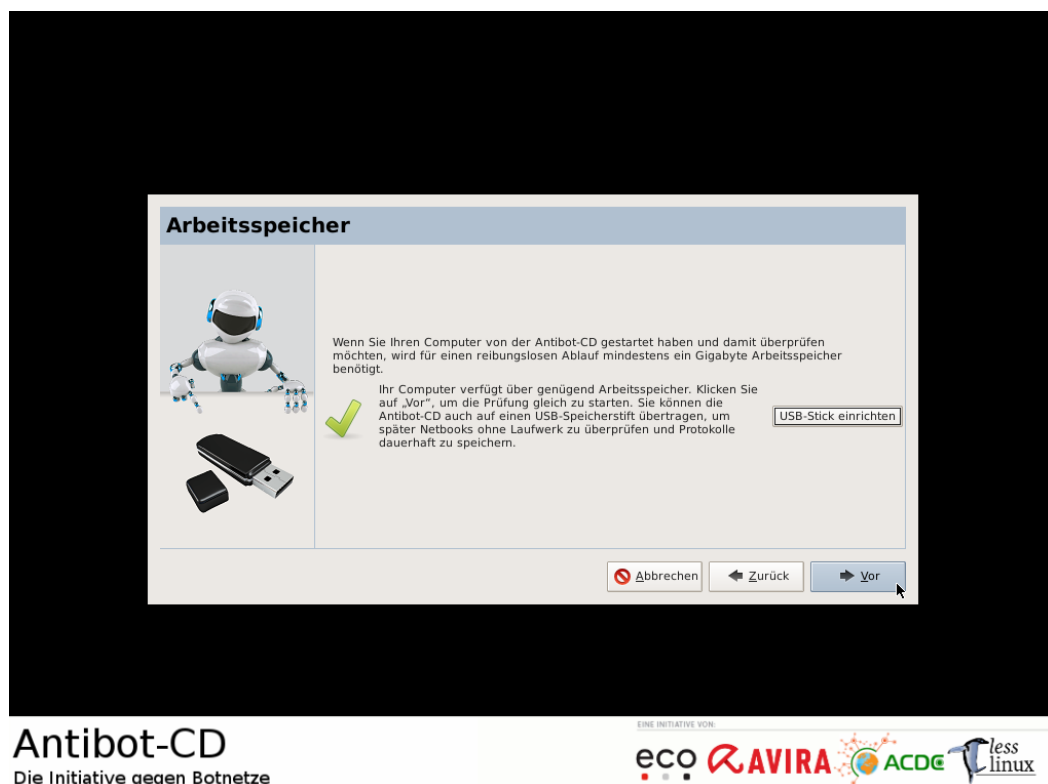 Arbeitsspeicher
Wenn Sie Ihren Computer von der Antibot-CD gestartet haben und damit überprüfen
möchten, wird für einen reibungslosen Ablauf mindestens ein Gigabyte Arbeitsspeicher
benötigt.
Ihr Computer verfügt über genügend Arbeitsspeicher. Klicken Sie
auf „Vor“, um die Prüfung gleich zu starten. Sie können die
Antibot-CD auch auf einen USB-Speicherstift übertragen, um
später Netbooks ohne Laufwerk zu überprüfen und Protokolle
dauerhaft zu speichern.
USB-Stick einrichten
Abbrechen
Zurück
Vor
Antibot-CD
Die Initiative gegen Botnetze
EINE INITIATIVE VON:
eco
AVIRA
ACDC
less
linux